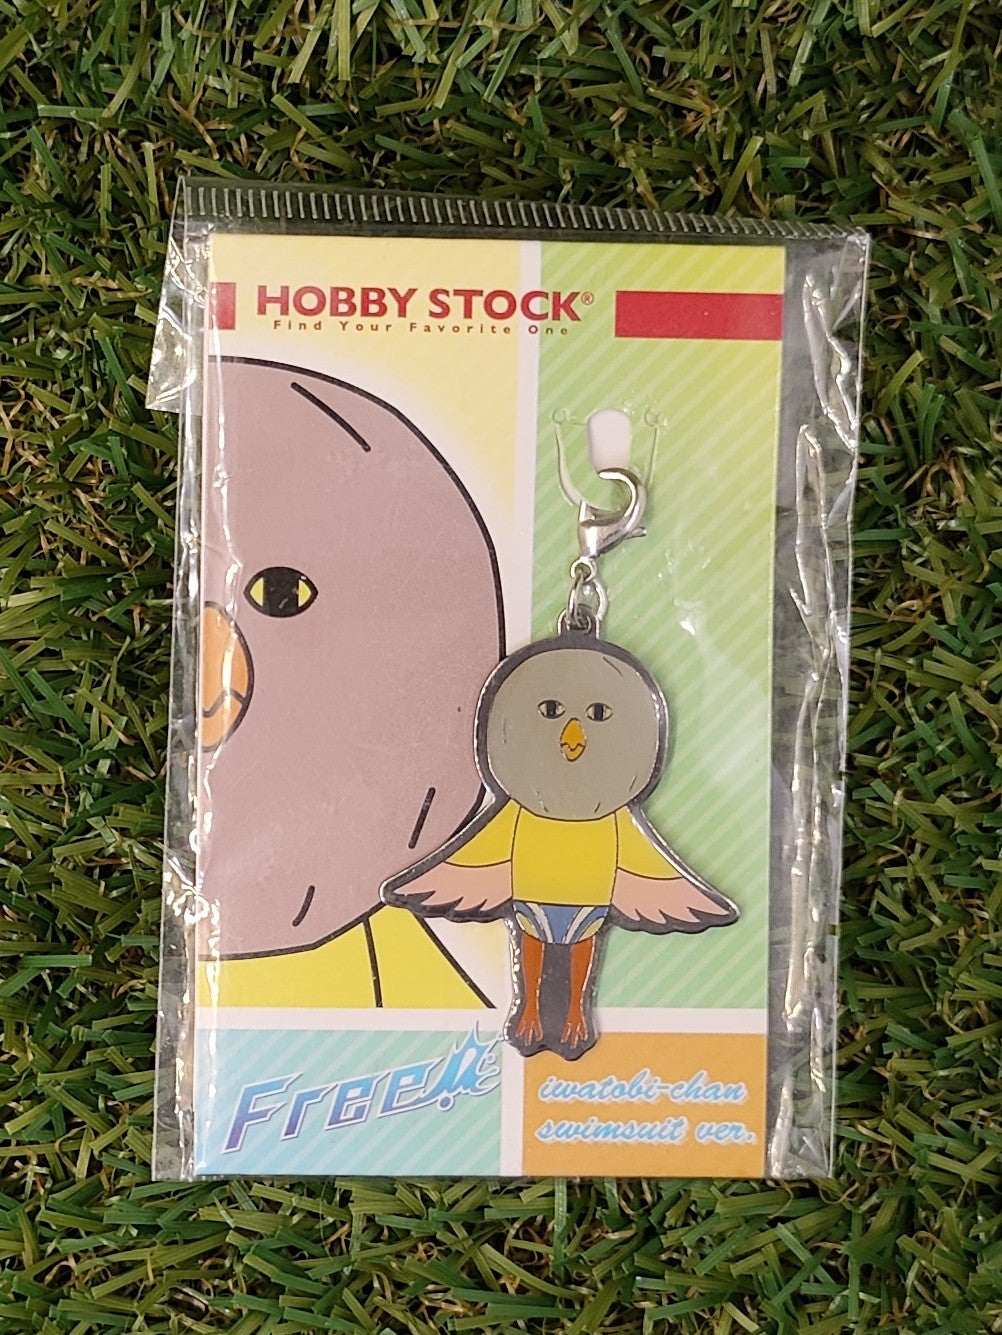 HOBBY STOCK®
Find Your Favorite One
Free!
iwatobi-chan
swimsuit ver.